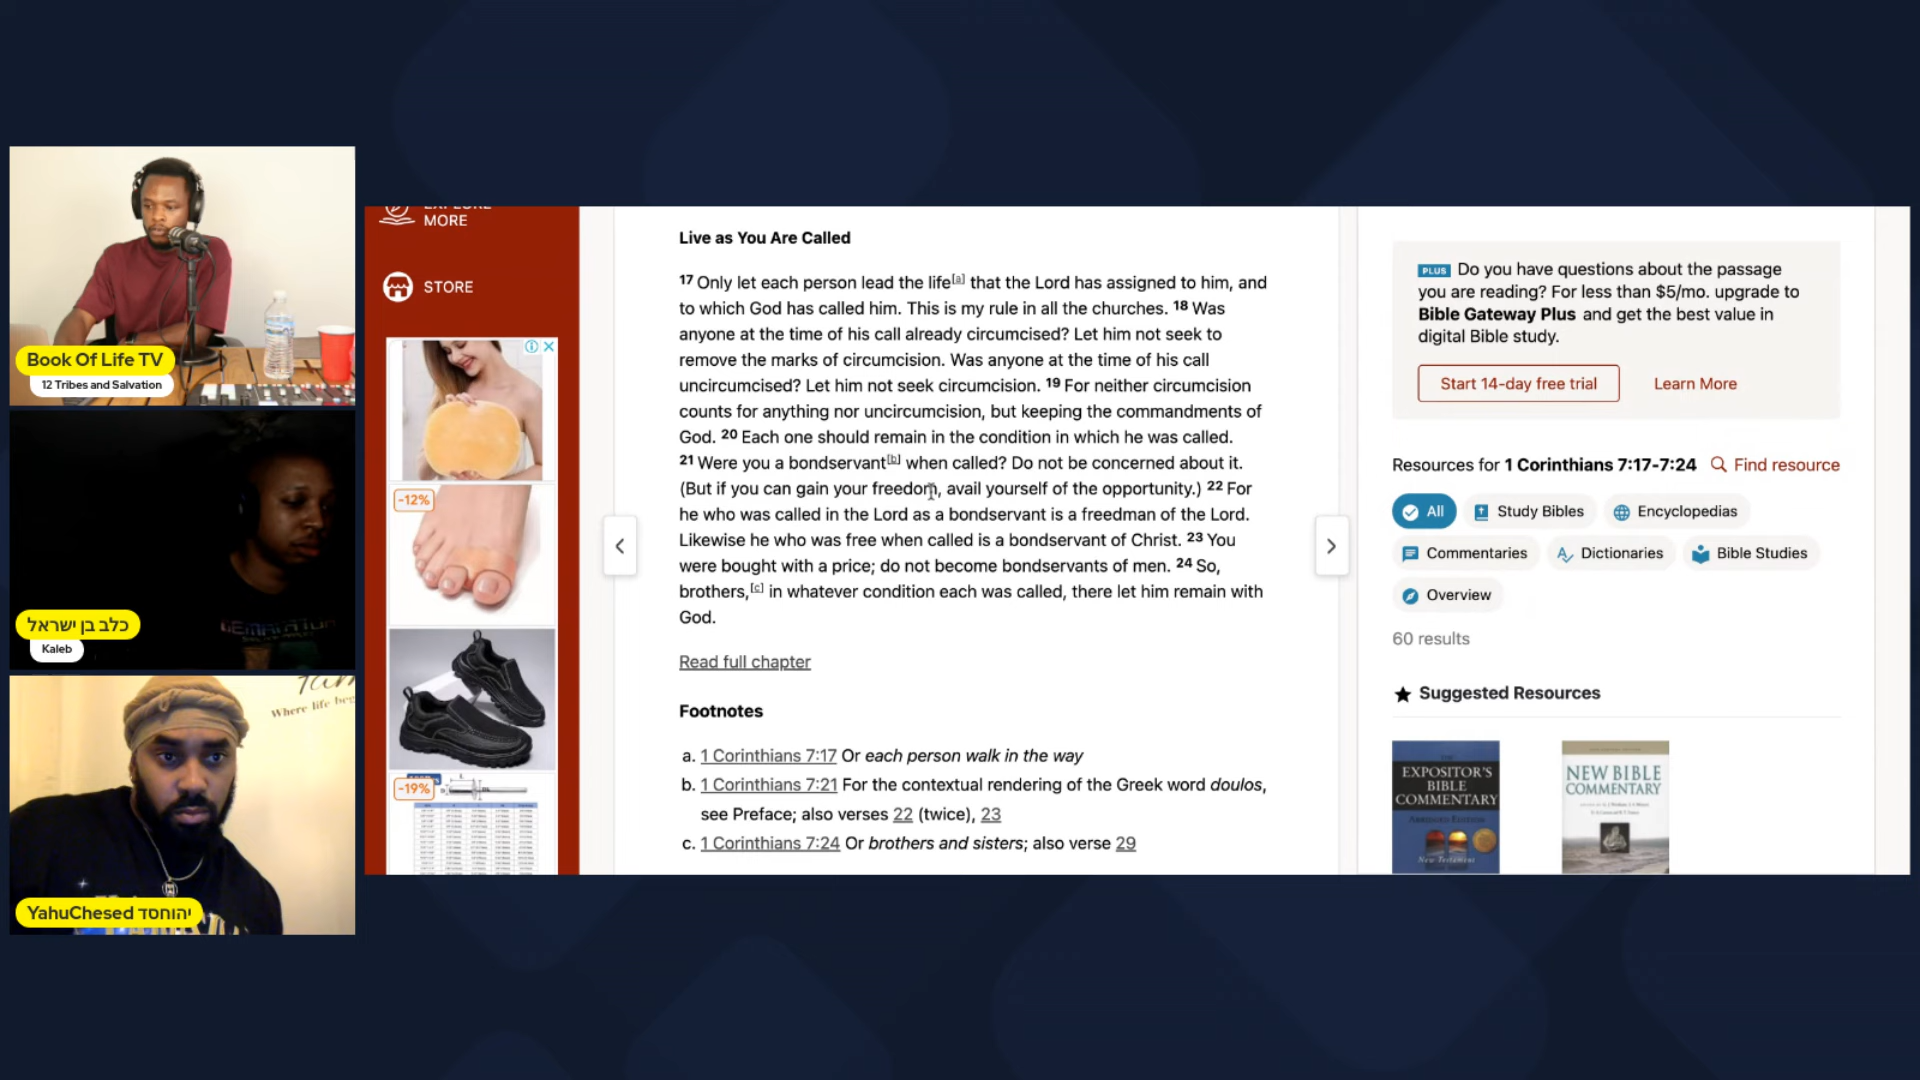 Book Of Life TV
12 Tribes and Salvation
כלב בן ישראל
Kaleb
Where life
YahuChesed יהוחסד
EXPLORE
MORE
STORE
-12%
-19%
Live as You Are Called
17 Only let each person lead the life[a] that the Lord has assigned to him, and
to which God has called him. This is my rule in all the churches. 18 Was
anyone at the time of his call already circumcised? Let him not seek to
remove the marks of circumcision. Was anyone at the time of his call
uncircumcised? Let him not seek circumcision. 19 For neither circumcision
counts for anything nor uncircumcision, but keeping the commandments of
God. 20 Each one should remain in the condition in which he was called.
21 Were you a bondservant[b] when called? Do not be concerned about it.
(But if you can gain your freedom, avail yourself of the opportunity.) 22 For
he who was called in the Lord as a bondservant is a freedman of the Lord.
Likewise he who was free when called is a bondservant of Christ. 23 You
were bought with a price; do not become bondservants of men. 24 So,
brothers,[c] in whatever condition each was called, there let him remain with
God.
Read full chapter
Footnotes
a. 1 Corinthians 7:17 Or each person walk in the way
b. 1 Corinthians 7:21 For the contextual rendering of the Greek word doulos,
see Preface; also verses 22 (twice), 23
c. 1 Corinthians 7:24 Or brothers and sisters; also verse 29
PLUS Do you have questions about the passage
you are reading? For less than $5/mo. upgrade to
Bible Gateway Plus and get the best value in
digital Bible study.
Start 14-day free trial
Learn More
Resources for 1 Corinthians 7:17-7:24
Find resource
All
Study Bibles
Encyclopedias
Commentaries
Dictionaries
Bible Studies
Overview
60 results
Suggested Resources
THE
EXPOSITOR'S
BIBLE
COMMENTARY
ABRIDGED EDITION
New Testament
NEW BIBLE
COMMENTARY